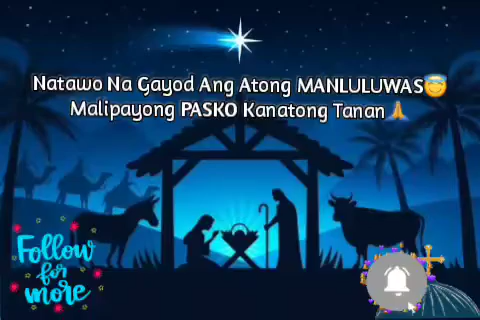 Natawo Na Gayod Ang Atong MANLULUWAS😇
Malipayong PASKO Kanatong Tanan🙏
Follow
for
more